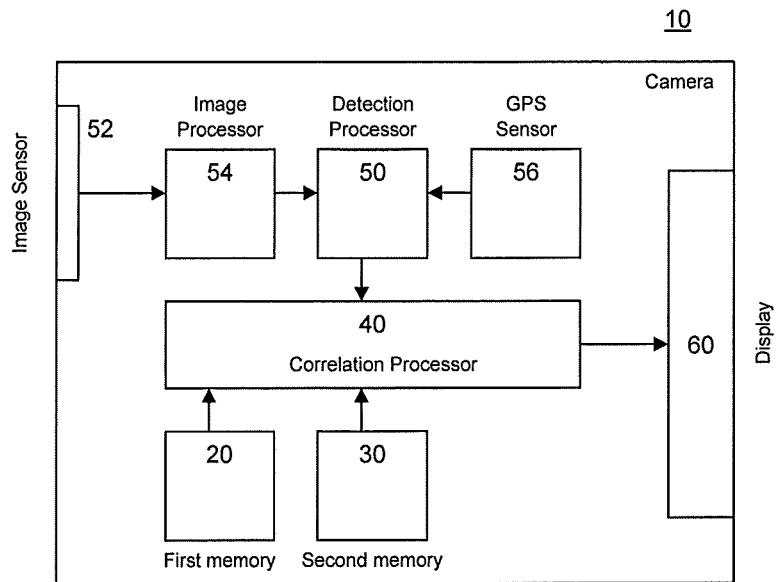 10
Camera
Image Sensor
52
Image
Processor
54
Detection
Processor
50
GPS
Sensor
56
40
Correlation Processor
60
Display
20
First memory
30
Second memory